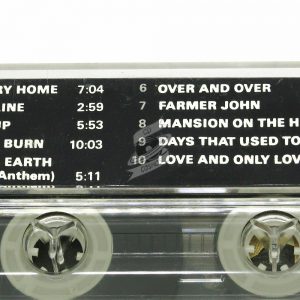 RY HOME 7:04
LINE 2:59
UP 5:53
BURN 10:03
EARTH
Anthem) 5:11
6 OVER AND OVER
7 FARMER JOHN
8 MANSION ON THE H
9 DAYS THAT USED TO
10 LOVE AND ONLY LOV